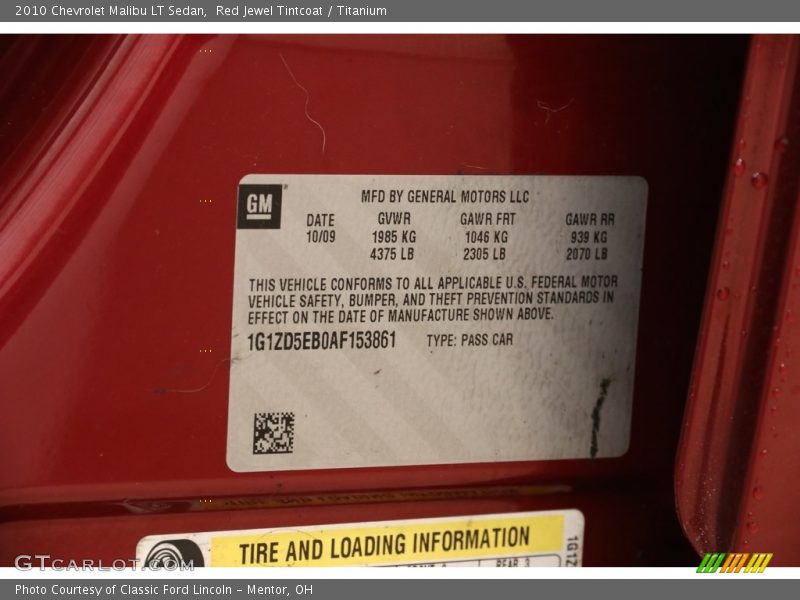 2010 Chevrolet Malibu LT Sedan, Red Jewel Tintcoat / Titanium
GM
MFD BY GENERAL MOTORS LLC
DATE GVWR GAWR FRT GAWR RR
10/09 1985 KG 1046 KG 939 KG
4375 LB 2305 LB 2070 LB
THIS VEHICLE CONFORMS TO ALL APPLICABLE U.S. FEDERAL MOTOR
VEHICLE SAFETY, BUMPER, AND THEFT PREVENTION STANDARDS IN
EFFECT ON THE DATE OF MANUFACTURE SHOWN ABOVE.
1G1ZD5EB0AF153861 TYPE: PASS CAR
TIRE AND LOADING INFORMATION
1G1Z
GTcarlot.com
Photo Courtesy of Classic Ford Lincoln - Mentor, OH